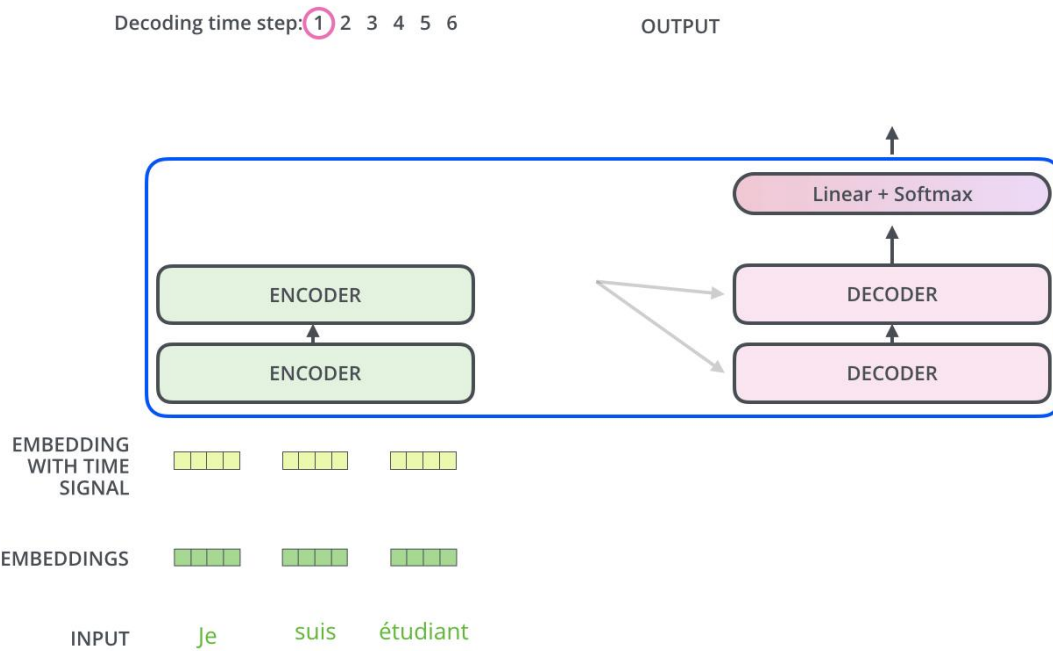 Decoding time step: 1 2 3 4 5 6
OUTPUT
Linear + Softmax
ENCODER
DECODER
ENCODER
DECODER
EMBEDDING
WITH TIME
SIGNAL
EMBEDDINGS
INPUT
Je suis étudiant